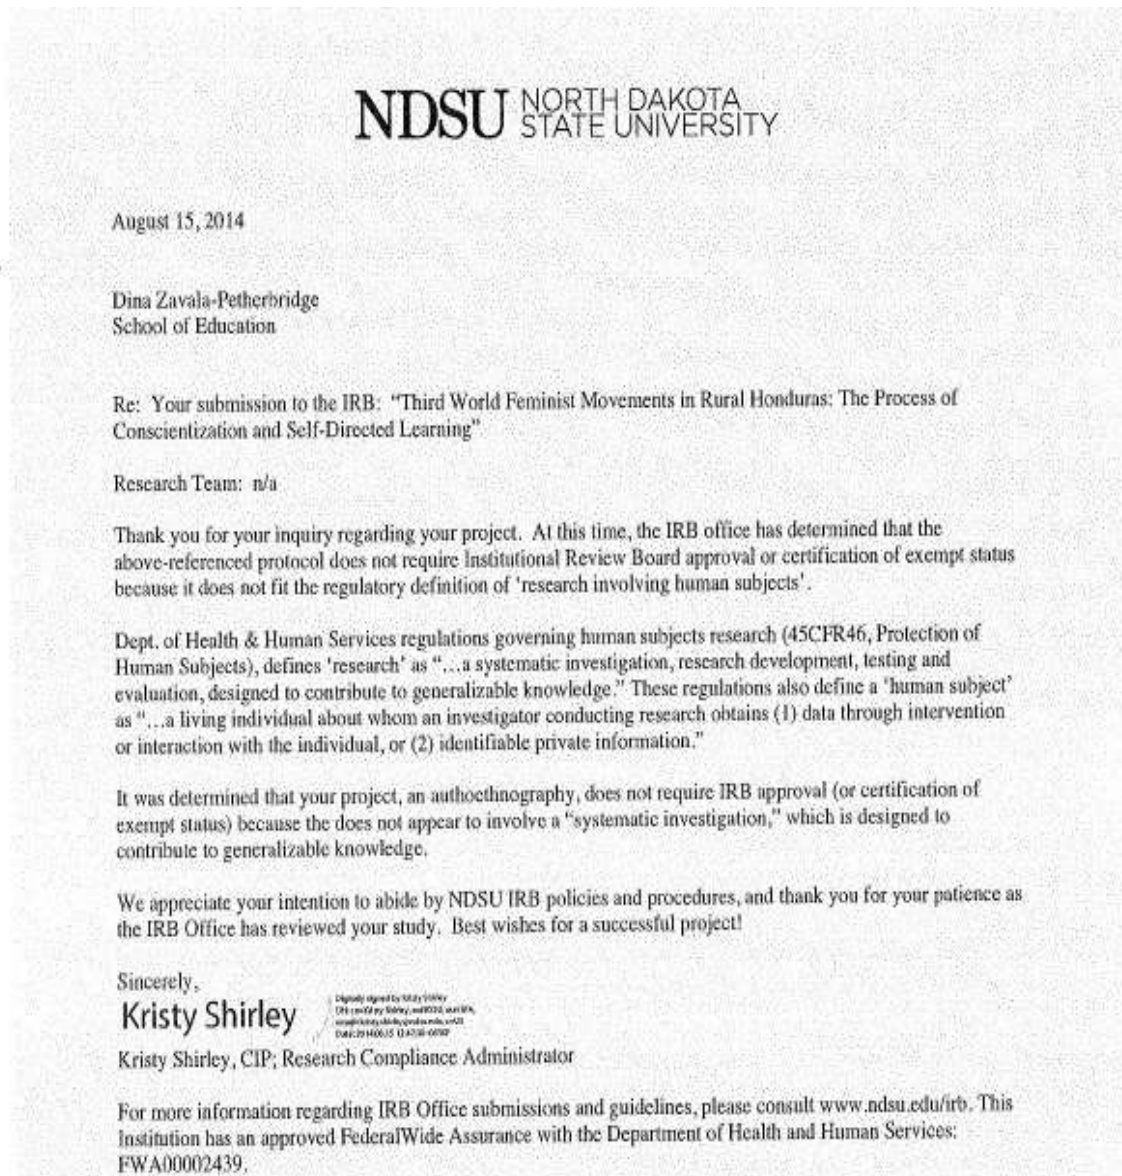 NDSU NORTH DAKOTA
STATE UNIVERSITY
August 15, 2014
Dina Zavala-Petherbridge
School of Education
Re: Your submission to the IRB: “Third World Feminist Movements in Rural Honduras: The Process of
Conscientization and Self-Directed Learning”
Research Team: n/a
Thank you for your inquiry regarding your project. At this time, the IRB office has determined that the
above-referenced protocol does not require Institutional Review Board approval or certification of exempt status
because it does not fit the regulatory definition of 'research involving human subjects'.
Dept. of Health & Human Services regulations governing human subjects research (45CFR46, Protection of
Human Subjects), defines 'research' as “…a systematic investigation, research development, testing and
evaluation, designed to contribute to generalizable knowledge.” These regulations also define a 'human subject'
as “…a living individual about whom an investigator conducting research obtains (1) data through intervention
or interaction with the individual, or (2) identifiable private information.”
It was determined that your project, an authoethnography, does not require IRB approval (or certification of
exempt status) because the does not appear to involve a “systematic investigation,” which is designed to
contribute to generalizable knowledge.
We appreciate your intention to abide by NDSU IRB policies and procedures, and thank you for your patience as
the IRB Office has reviewed your study. Best wishes for a successful project!
Sincerely,
Kristy Shirley
Digitally signed by Kristy Shirley
Kristy Shirley, CIP; Research Compliance Administrator
For more information regarding IRB Office submissions and guidelines, please consult www.ndsu.edu/irb. This
Institution has an approved FederalWide Assurance with the Department of Health and Human Services:
FWA00002439.